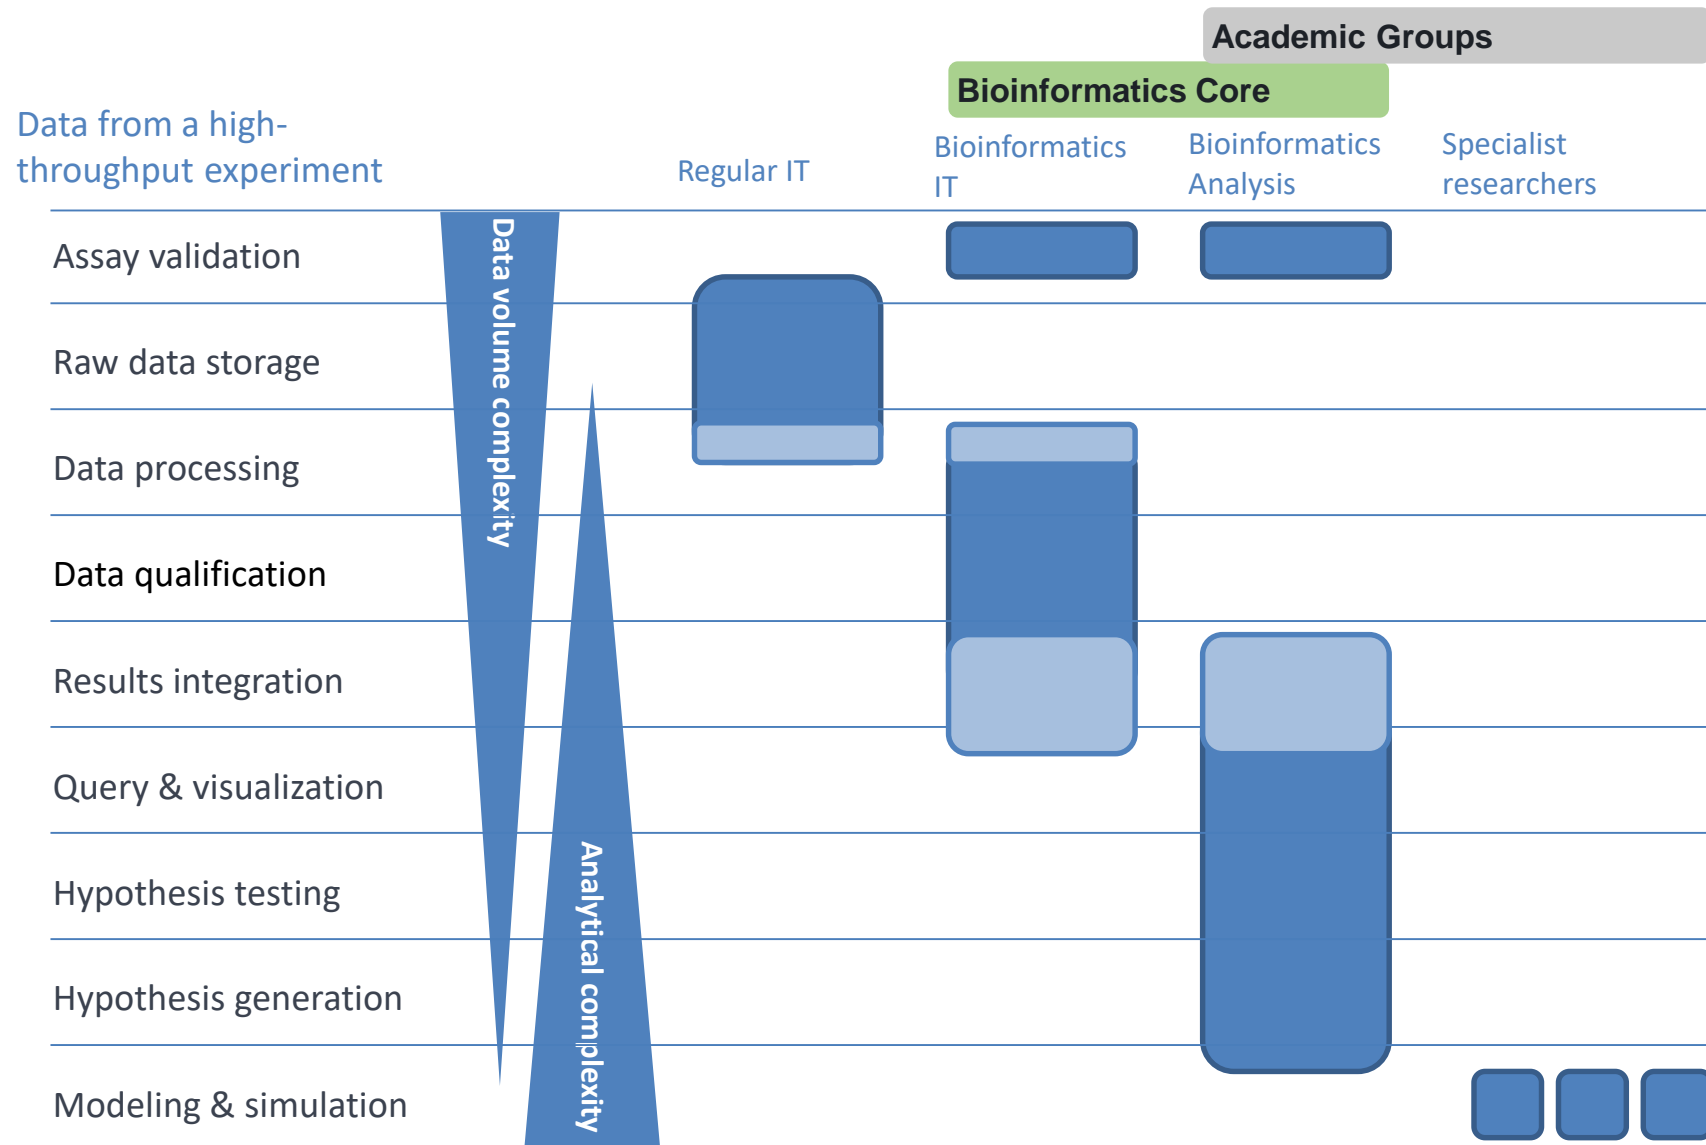 Academic Groups
Bioinformatics Core
Data from a high-
throughput experiment
Regular IT
Bioinformatics
IT
Bioinformatics
Analysis
Specialist
researchers
Assay validation
Raw data storage
Data processing
Data qualification
Results integration
Query & visualization
Hypothesis testing
Hypothesis generation
Modeling & simulation
Data volume complexity
Analytical complexity